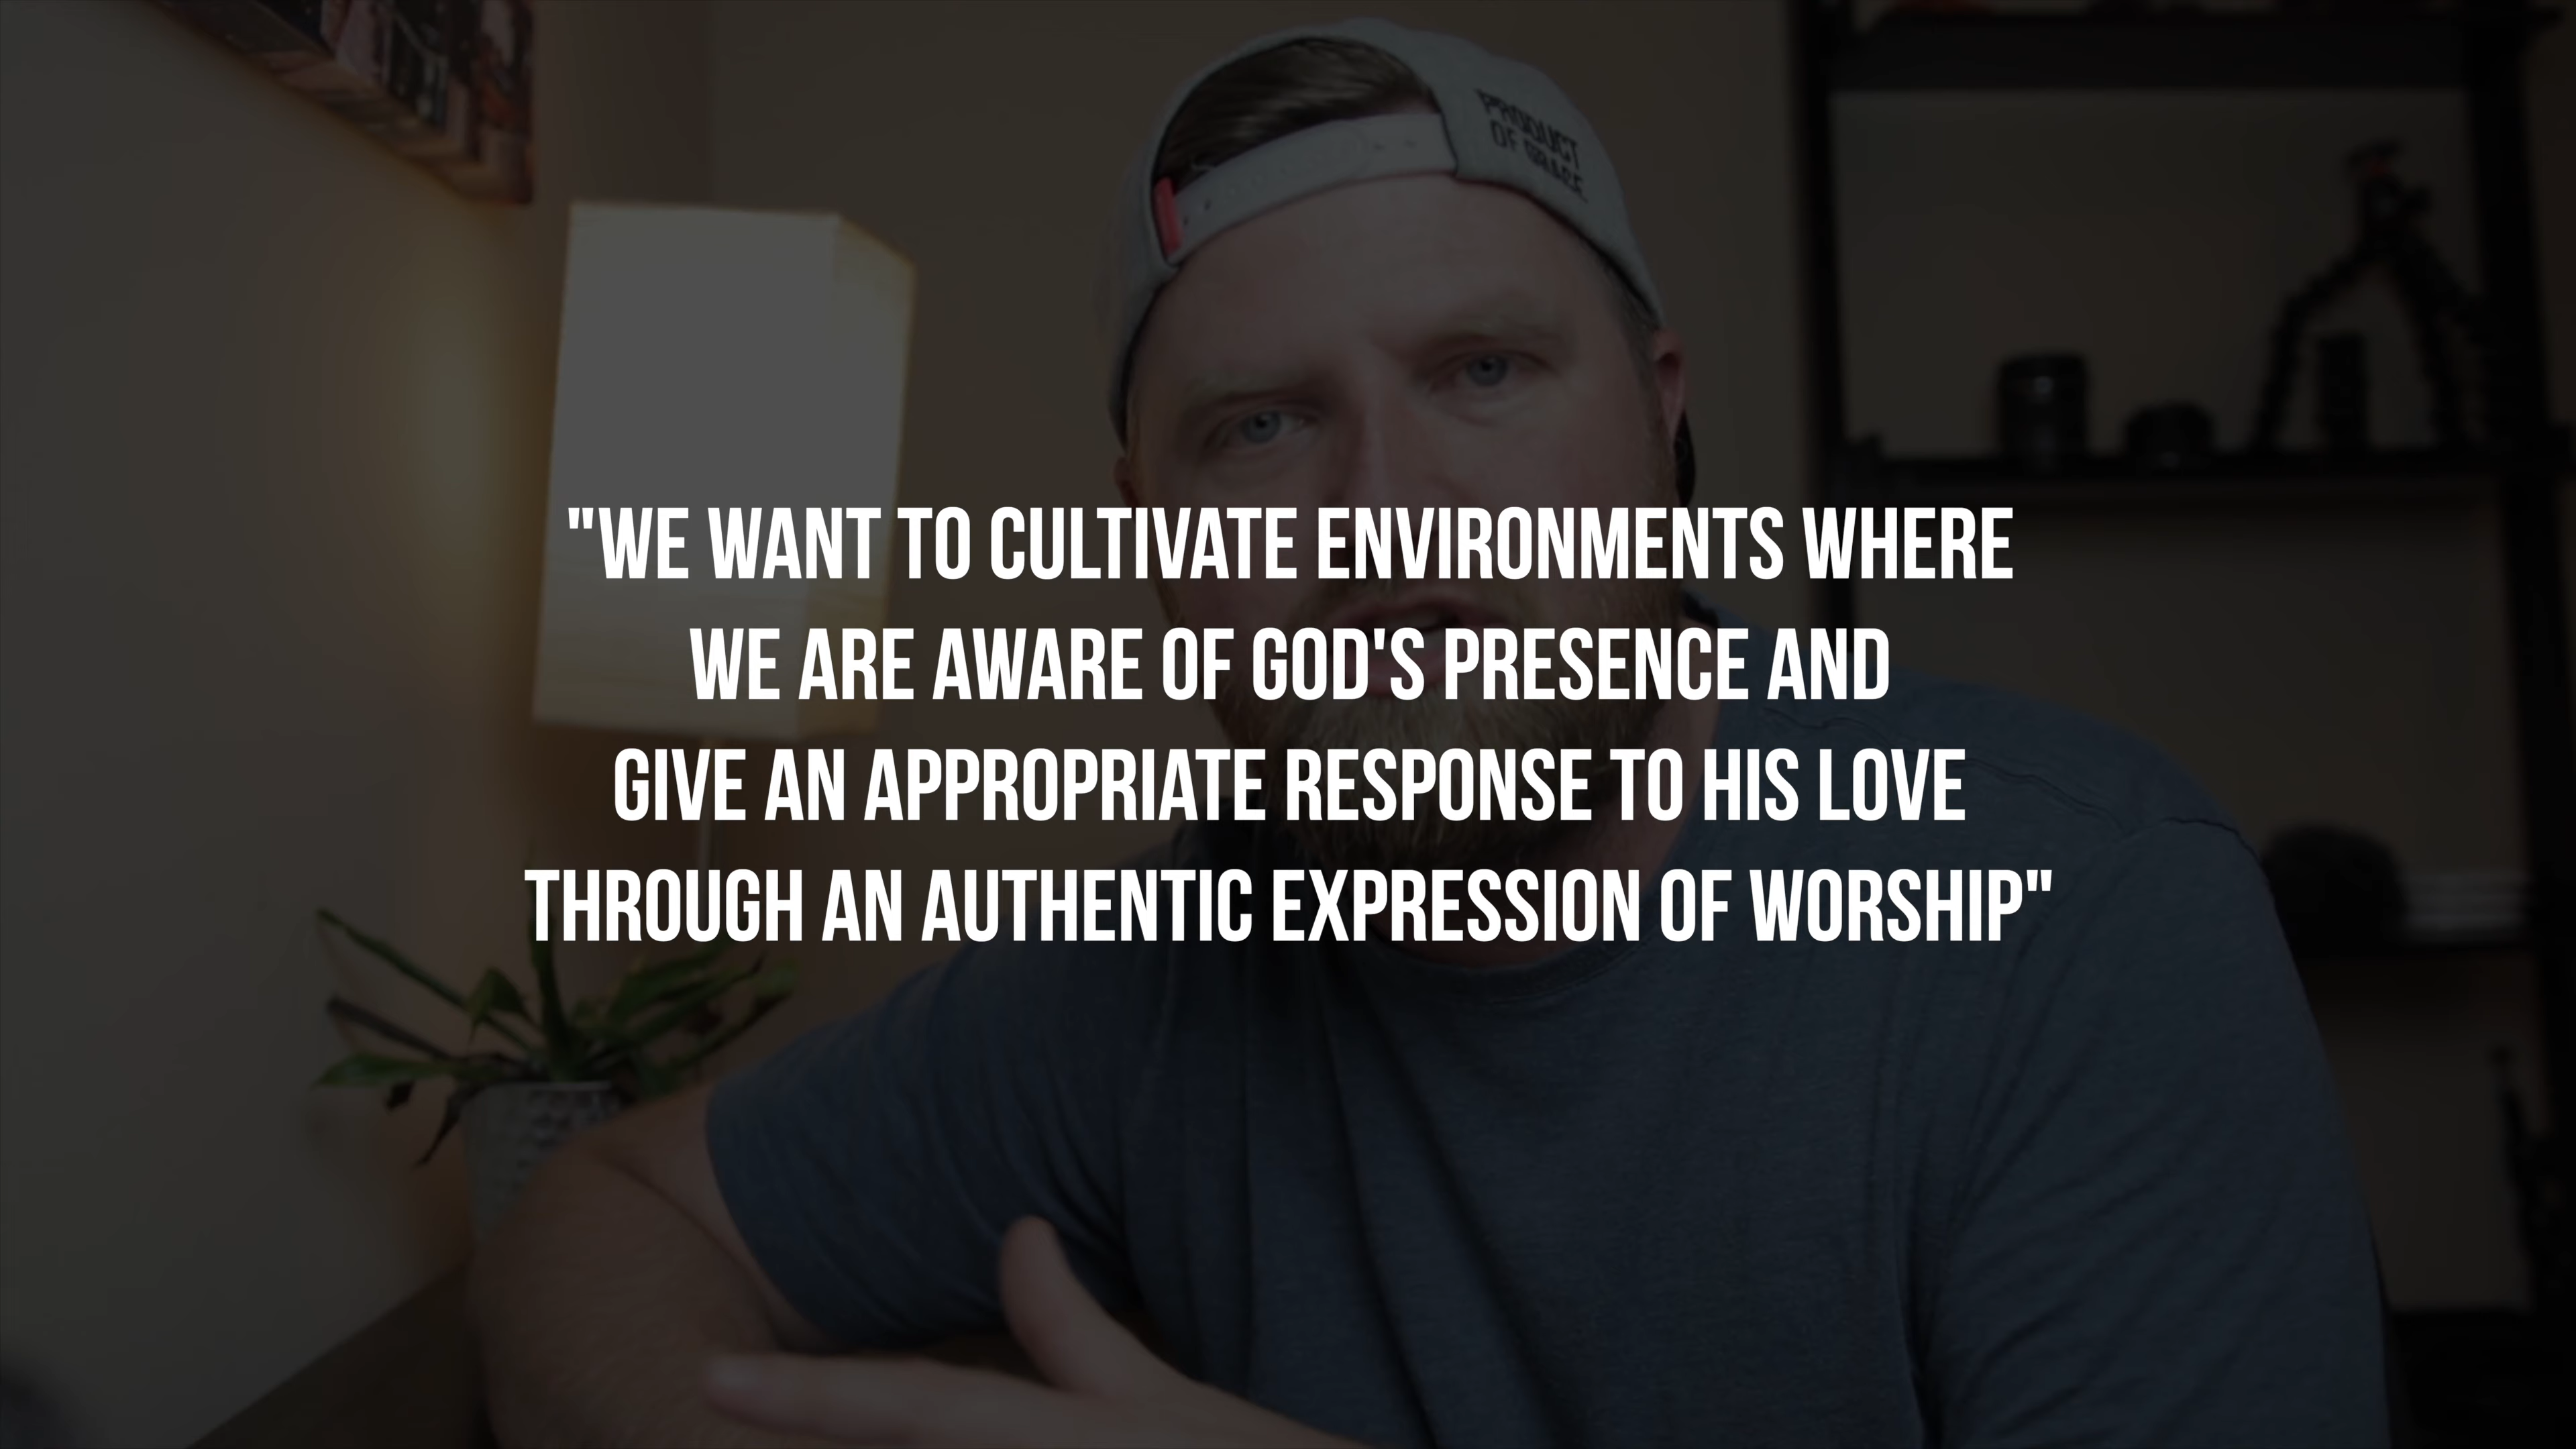 PRODUCT
OF GRACE
"WE WANT TO CULTIVATE ENVIRONMENTS WHERE
WE ARE AWARE OF GOD'S PRESENCE AND
GIVE AN APPROPRIATE RESPONSE TO HIS LOVE
THROUGH AN AUTHENTIC EXPRESSION OF WORSHIP"